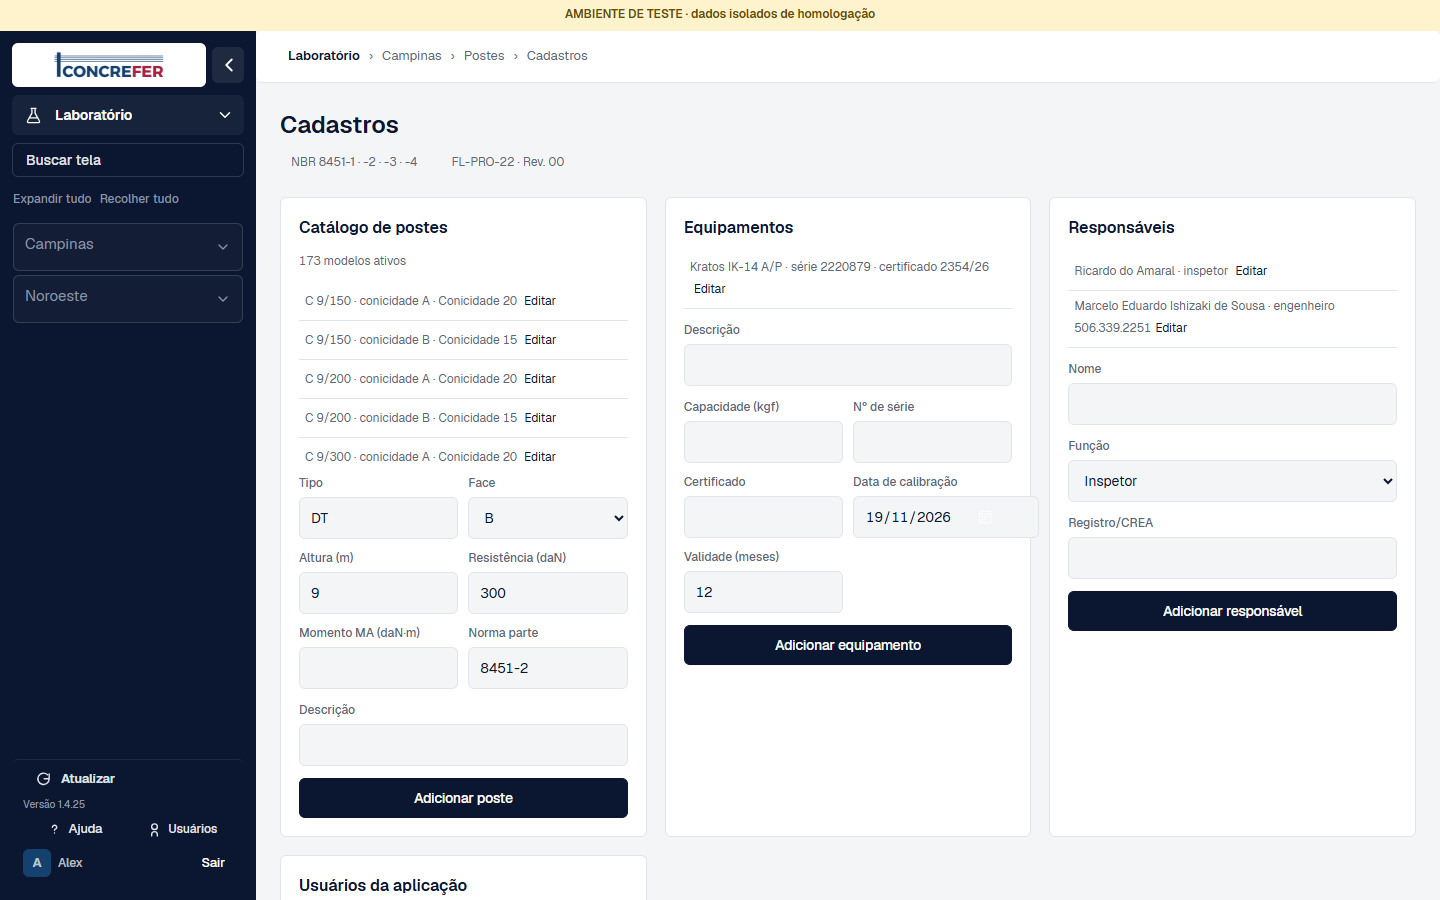 AMBIENTE DE TESTE · dados isolados de homologação
CONCREFER
Laboratório
Buscar tela
Expandir tudo Recolher tudo
Campinas
Noroeste
Atualizar
Versão 1.4.25
? Ajuda Usuários
A Alex Sair
Laboratório › Campinas › Postes › Cadastros
Cadastros
NBR 8451-1 · -2 · -3 · -4 FL-PRO-22 · Rev. 00
Catálogo de postes
173 modelos ativos
C 9/150 · conicidade A · Conicidade 20 Editar
C 9/150 · conicidade B · Conicidade 15 Editar
C 9/200 · conicidade A · Conicidade 20 Editar
C 9/200 · conicidade B · Conicidade 15 Editar
C 9/300 · conicidade A · Conicidade 20 Editar
Tipo Face
DT B
Altura (m) Resistência (daN)
9 300
Momento MA (daN·m) Norma parte
8451-2
Descrição
Adicionar poste
Equipamentos
Kratos IK-14 A/P · série 2220879 · certificado 2354/26
Editar
Descrição
Capacidade (kgf) Nº de série
Certificado Data de calibração
19/11/2026
Validade (meses)
12
Adicionar equipamento
Responsáveis
Ricardo do Amaral · inspetor Editar
Marcelo Eduardo Ishizaki de Sousa · engenheiro
506.339.2251 Editar
Nome
Função
Inspetor
Registro/CREA
Adicionar responsável
Usuários da aplicação